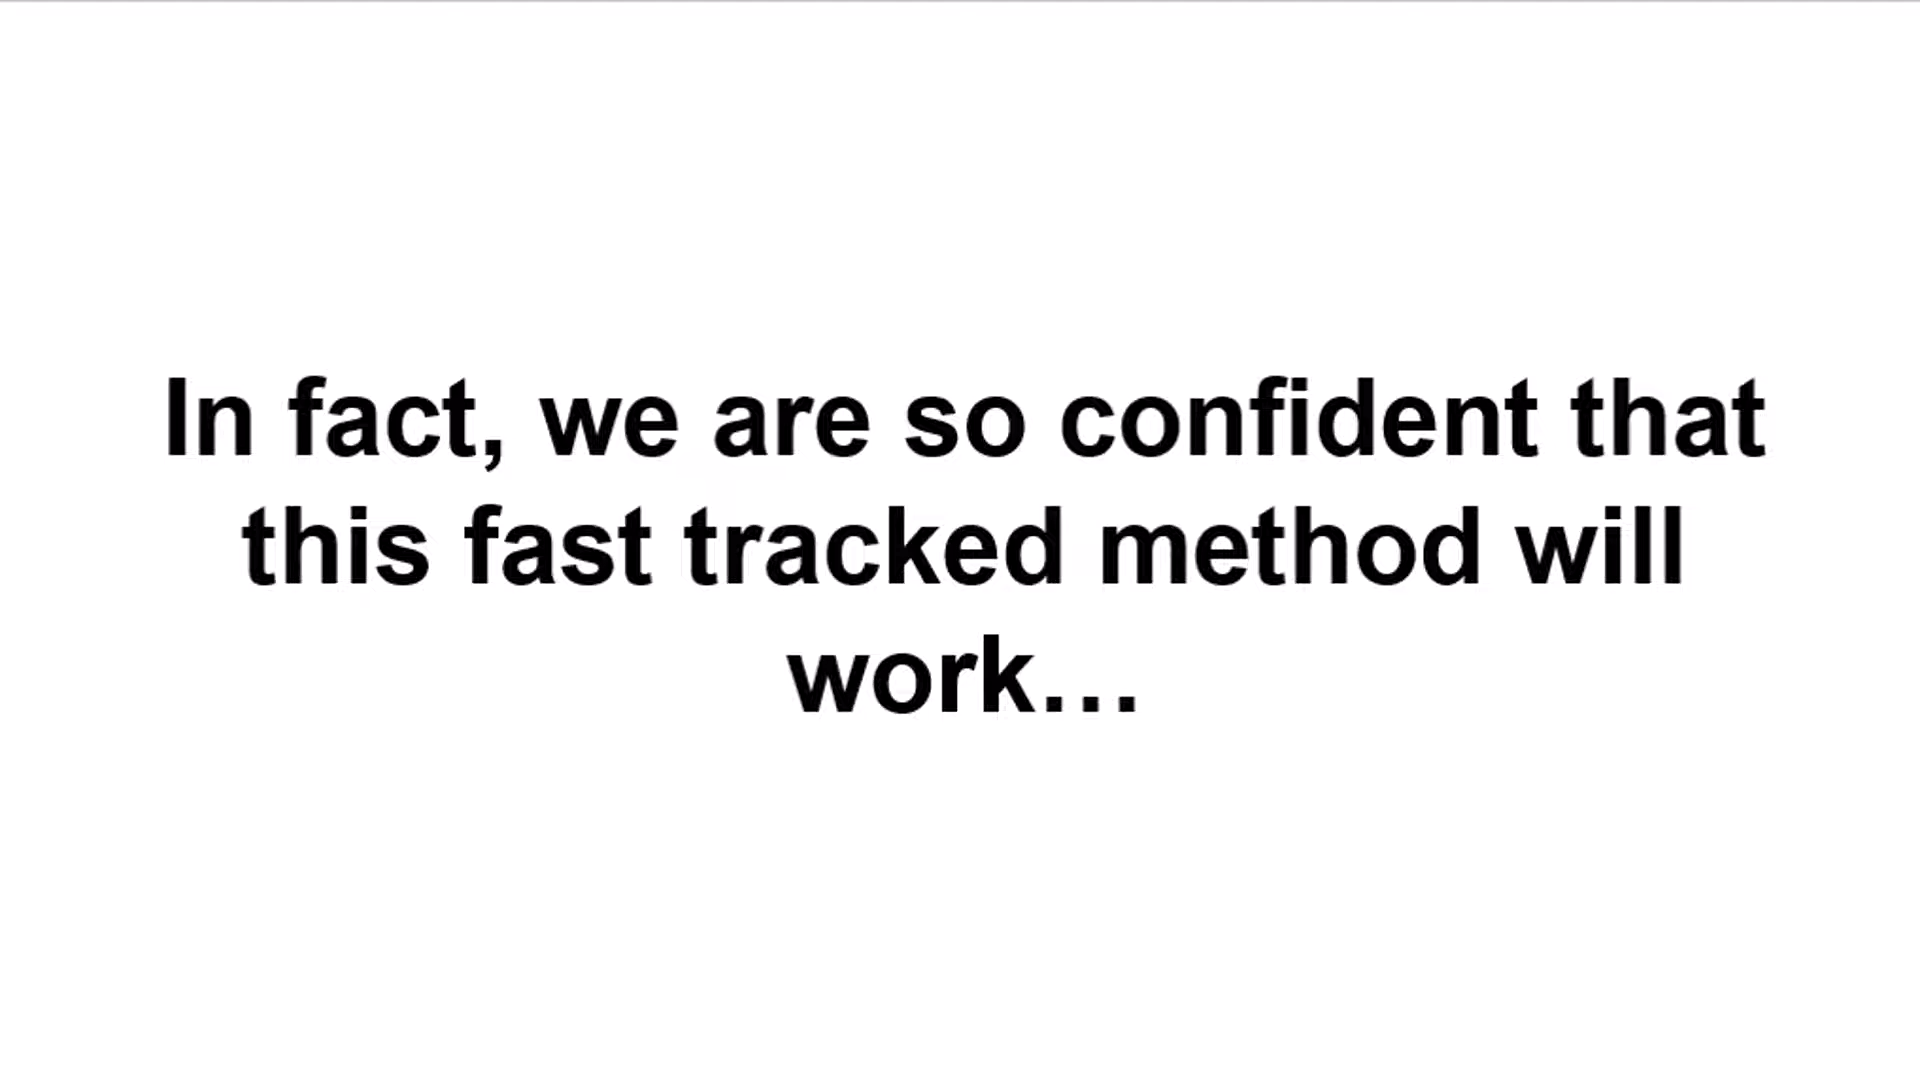 In fact, we are so confident that
this fast tracked method will
work…